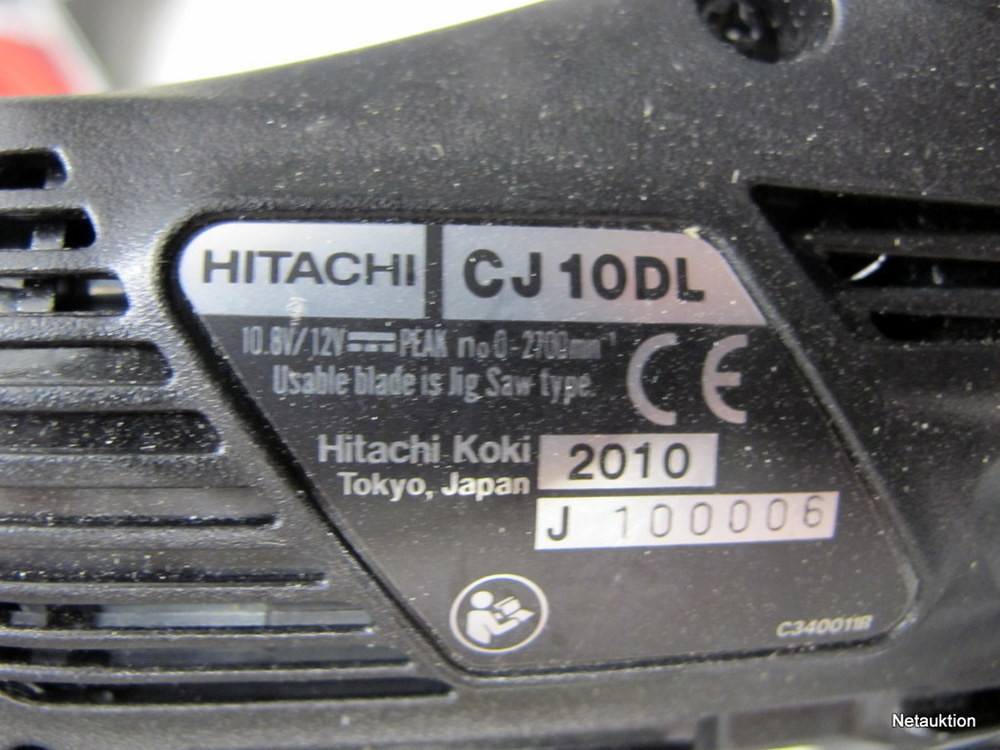 HITACHI CJ 10DL
10.8V/12V⎓PEAK no 0-2700min⁻¹
Usable blade is Jig Saw type.
CE
Hitachi Koki 2010
Tokyo, Japan
J 100006
C340011B
Netauktion